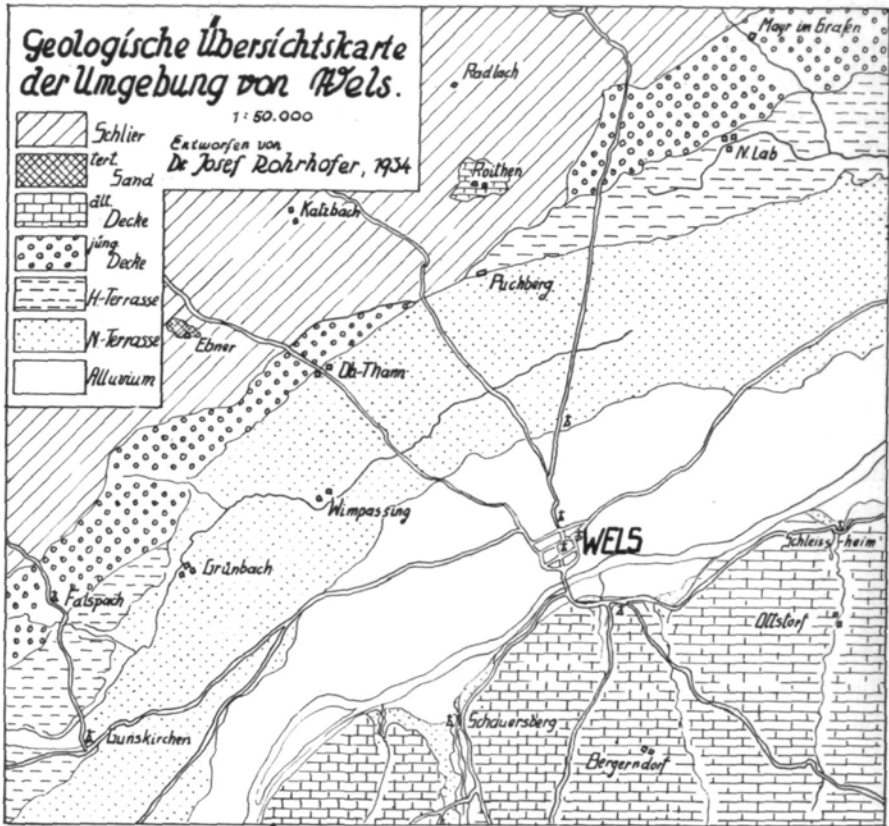 Geologische Übersichtskarte
der Umgebung von Wels.
1:50.000
Entworfen von
Dr. Josef Rohrhofer, 1934
Schlier
tert. Sand
ält. Decke
jüng. Decke
H-Terrasse
N-Terrasse
Alluvium
Mayr im Grafen
Radlach
N. Lab
Roithen
Katzbach
Puchberg
Ebner
Ob-Thann
Wimpassing
WELS
Schleissheim
Grünbach
Falspach
Ottstorf
Schauersberg
Gunskirchen
Bergerndorf